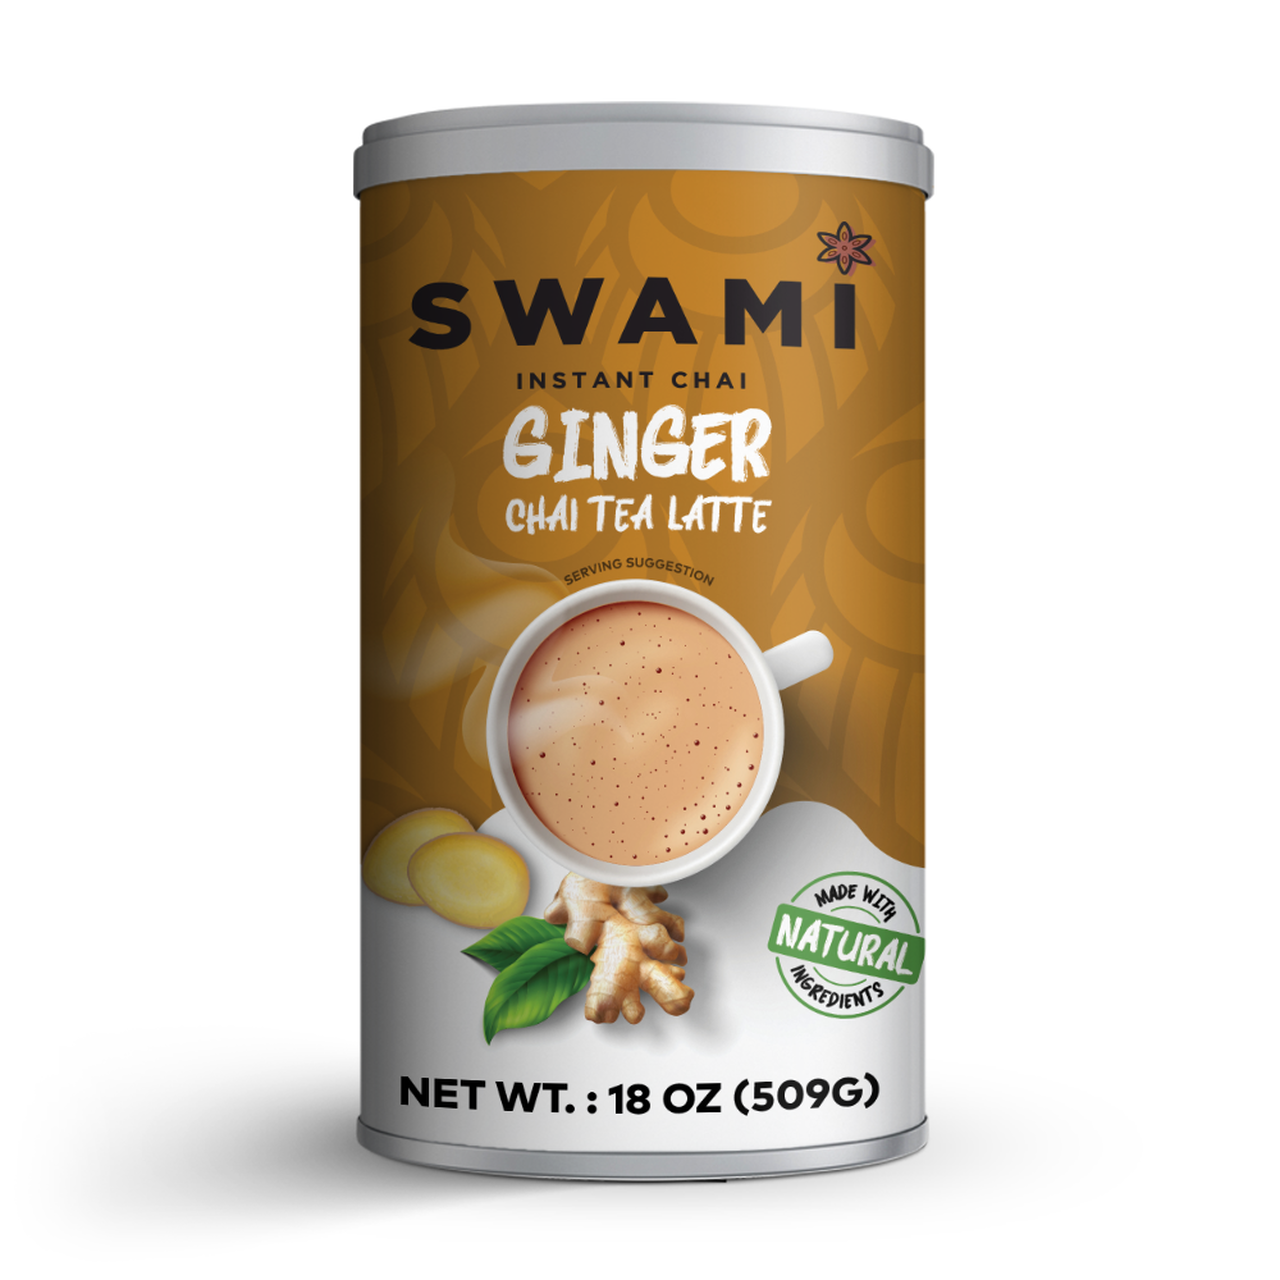 SWAMI
INSTANT CHAI
GINGER
CHAI TEA LATTE
SERVING SUGGESTION
MADE WITH
NATURAL
INGREDIENTS
NET WT. : 18 OZ (509G)